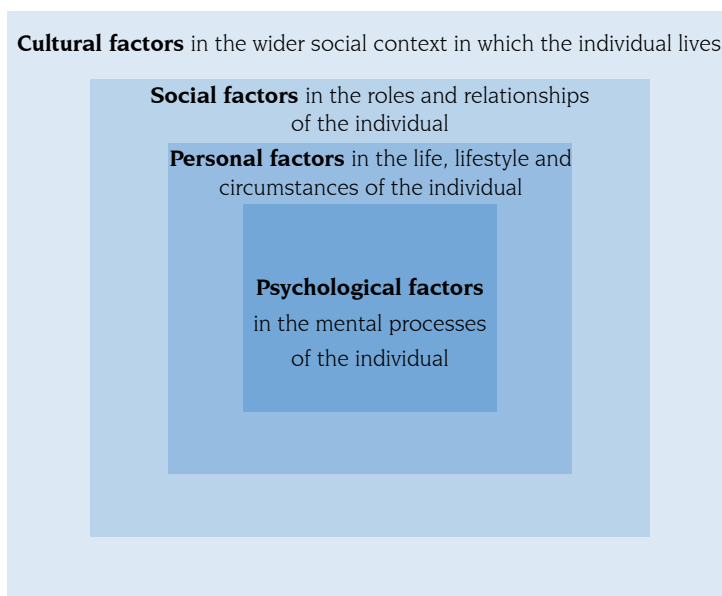 Cultural factors in the wider social context in which the individual lives
Social factors in the roles and relationships
of the individual
Personal factors in the life, lifestyle and
circumstances of the individual
Psychological factors
in the mental processes
of the individual